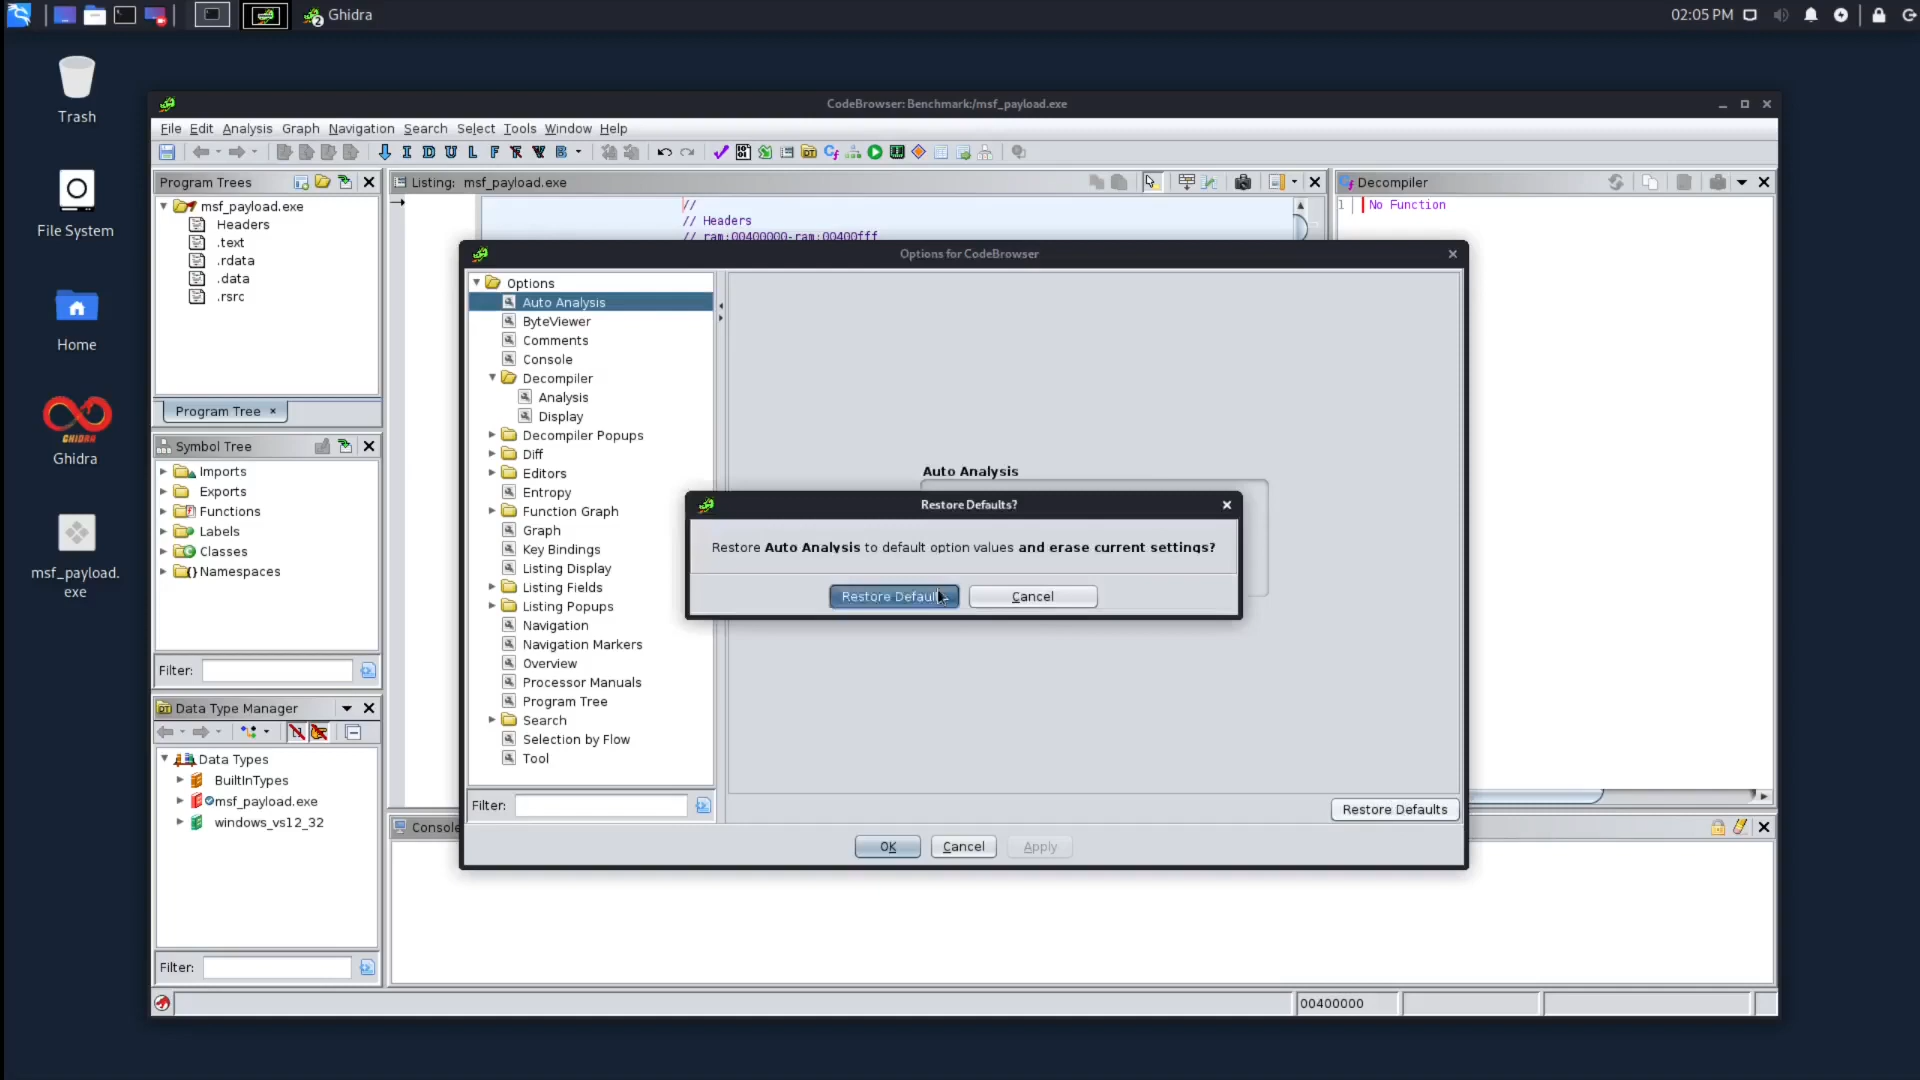 Ghidra
02:05 PM
Trash
File System
Home
GHIDRA
Ghidra
msf_payload.
exe
CodeBrowser: Benchmark:/msf_payload.exe
File Edit Analysis Graph Navigation Search Select Tools Window Help
I D U L F B
Program Trees
msf_payload.exe
Headers
.text
.rdata
.data
.rsrc
Program Tree ×
Symbol Tree
Imports
Exports
Functions
Labels
Classes
Namespaces
Filter:
Data Type Manager
Data Types
BuiltInTypes
msf_payload.exe
windows_vs12_32
Filter:
Listing: msf_payload.exe
//
// Headers
// ram:00400000-ram:00400fff
Decompiler
1 No Function
Options for CodeBrowser
Options
Auto Analysis
ByteViewer
Comments
Console
Decompiler
Analysis
Display
Decompiler Popups
Diff
Editors
Entropy
Function Graph
Graph
Key Bindings
Listing Display
Listing Fields
Listing Popups
Navigation
Navigation Markers
Overview
Processor Manuals
Program Tree
Search
Selection by Flow
Tool
Filter:
Auto Analysis
Restore Defaults?
Restore Auto Analysis to default option values and erase current settings?
Restore Default
Cancel
Restore Defaults
OK
Cancel
Apply
Console
00400000